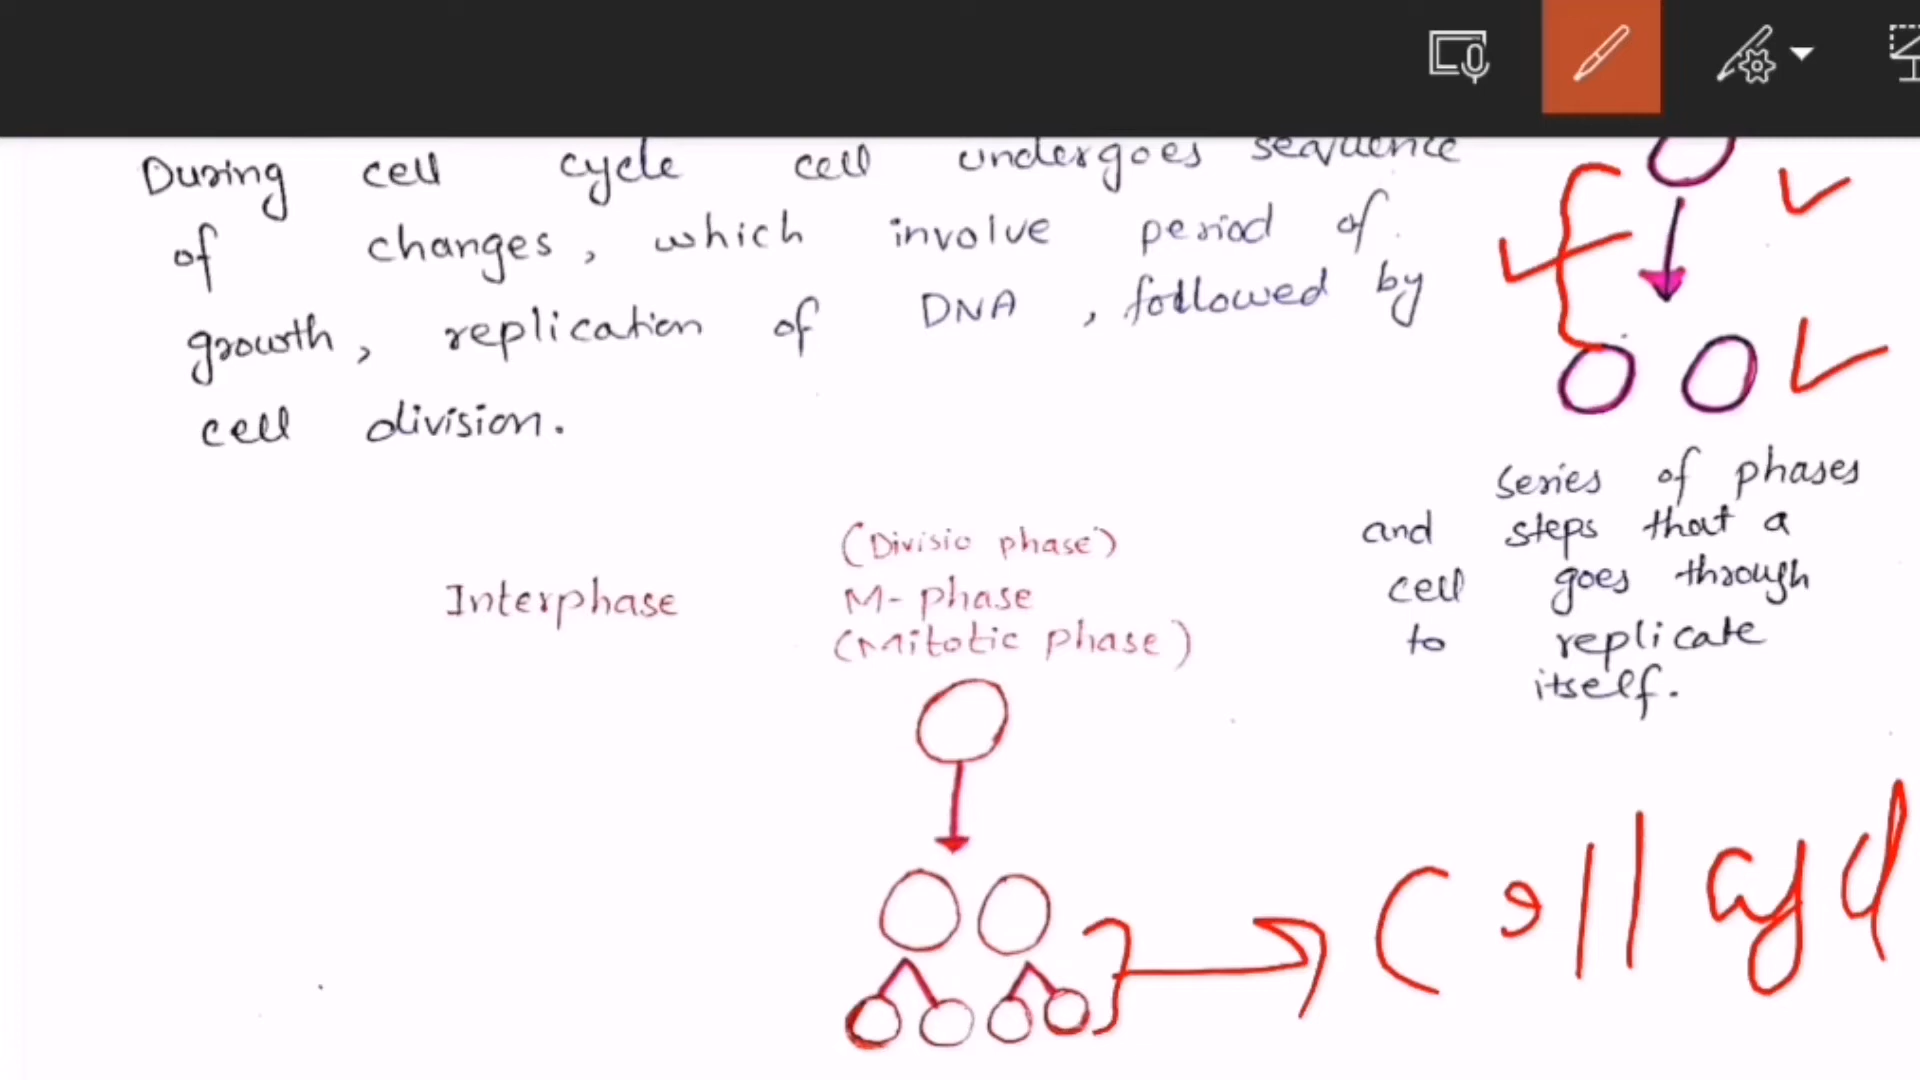 During cell cycle cell undergoes sequence
of changes, which involve period of
growth, replication of DNA, followed by
cell division.
Series of phases
and steps that a
cell goes through
to replicate
itself.
(Divisio phase)
Interphase M-phase
(Mitotic phase)
Cell